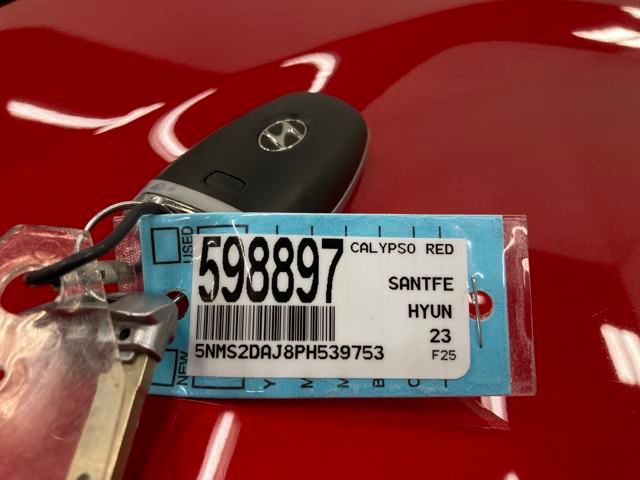 598897
CALYPSO RED
SANTFE
HYUN
23
F25
5NMS2DAJ8PH539753
USED
NEW
Y
M
M
B
C